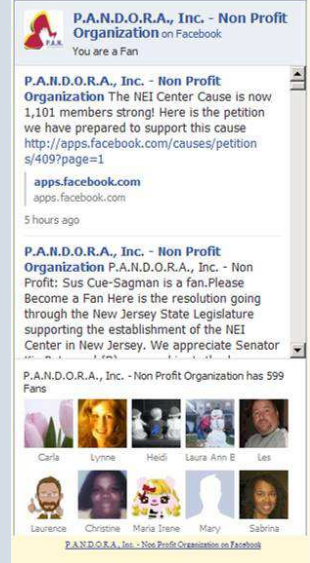 P.A.N.D.O.R.A., Inc. - Non Profit
Organization on Facebook
You are a Fan
P.A.N.D.O.R.A., Inc. - Non Profit
Organization The NEI Center Cause is now
1,101 members strong! Here is the petition
we have prepared to support this cause
http://apps.facebook.com/causes/petition
s/409?page=1
apps.facebook.com
apps.facebook.com
5 hours ago
P.A.N.D.O.R.A., Inc. - Non Profit
Organization P.A.N.D.O.R.A., Inc. - Non
Profit: Sus Cue-Sagman is a fan.Please
Become a Fan Here is the resolution going
through the New Jersey State Legislature
supporting the establishment of the NEI
Center in New Jersey. We appreciate Senator
P.A.N.D.O.R.A., Inc. - Non Profit Organization has 599
Fans
Carla Lynne Heidi Laura Ann B Les
Laurence Christine Maria Irene Mary Sabrina
P.A.N.D.O.R.A., Inc. - Non Profit Organization on Facebook